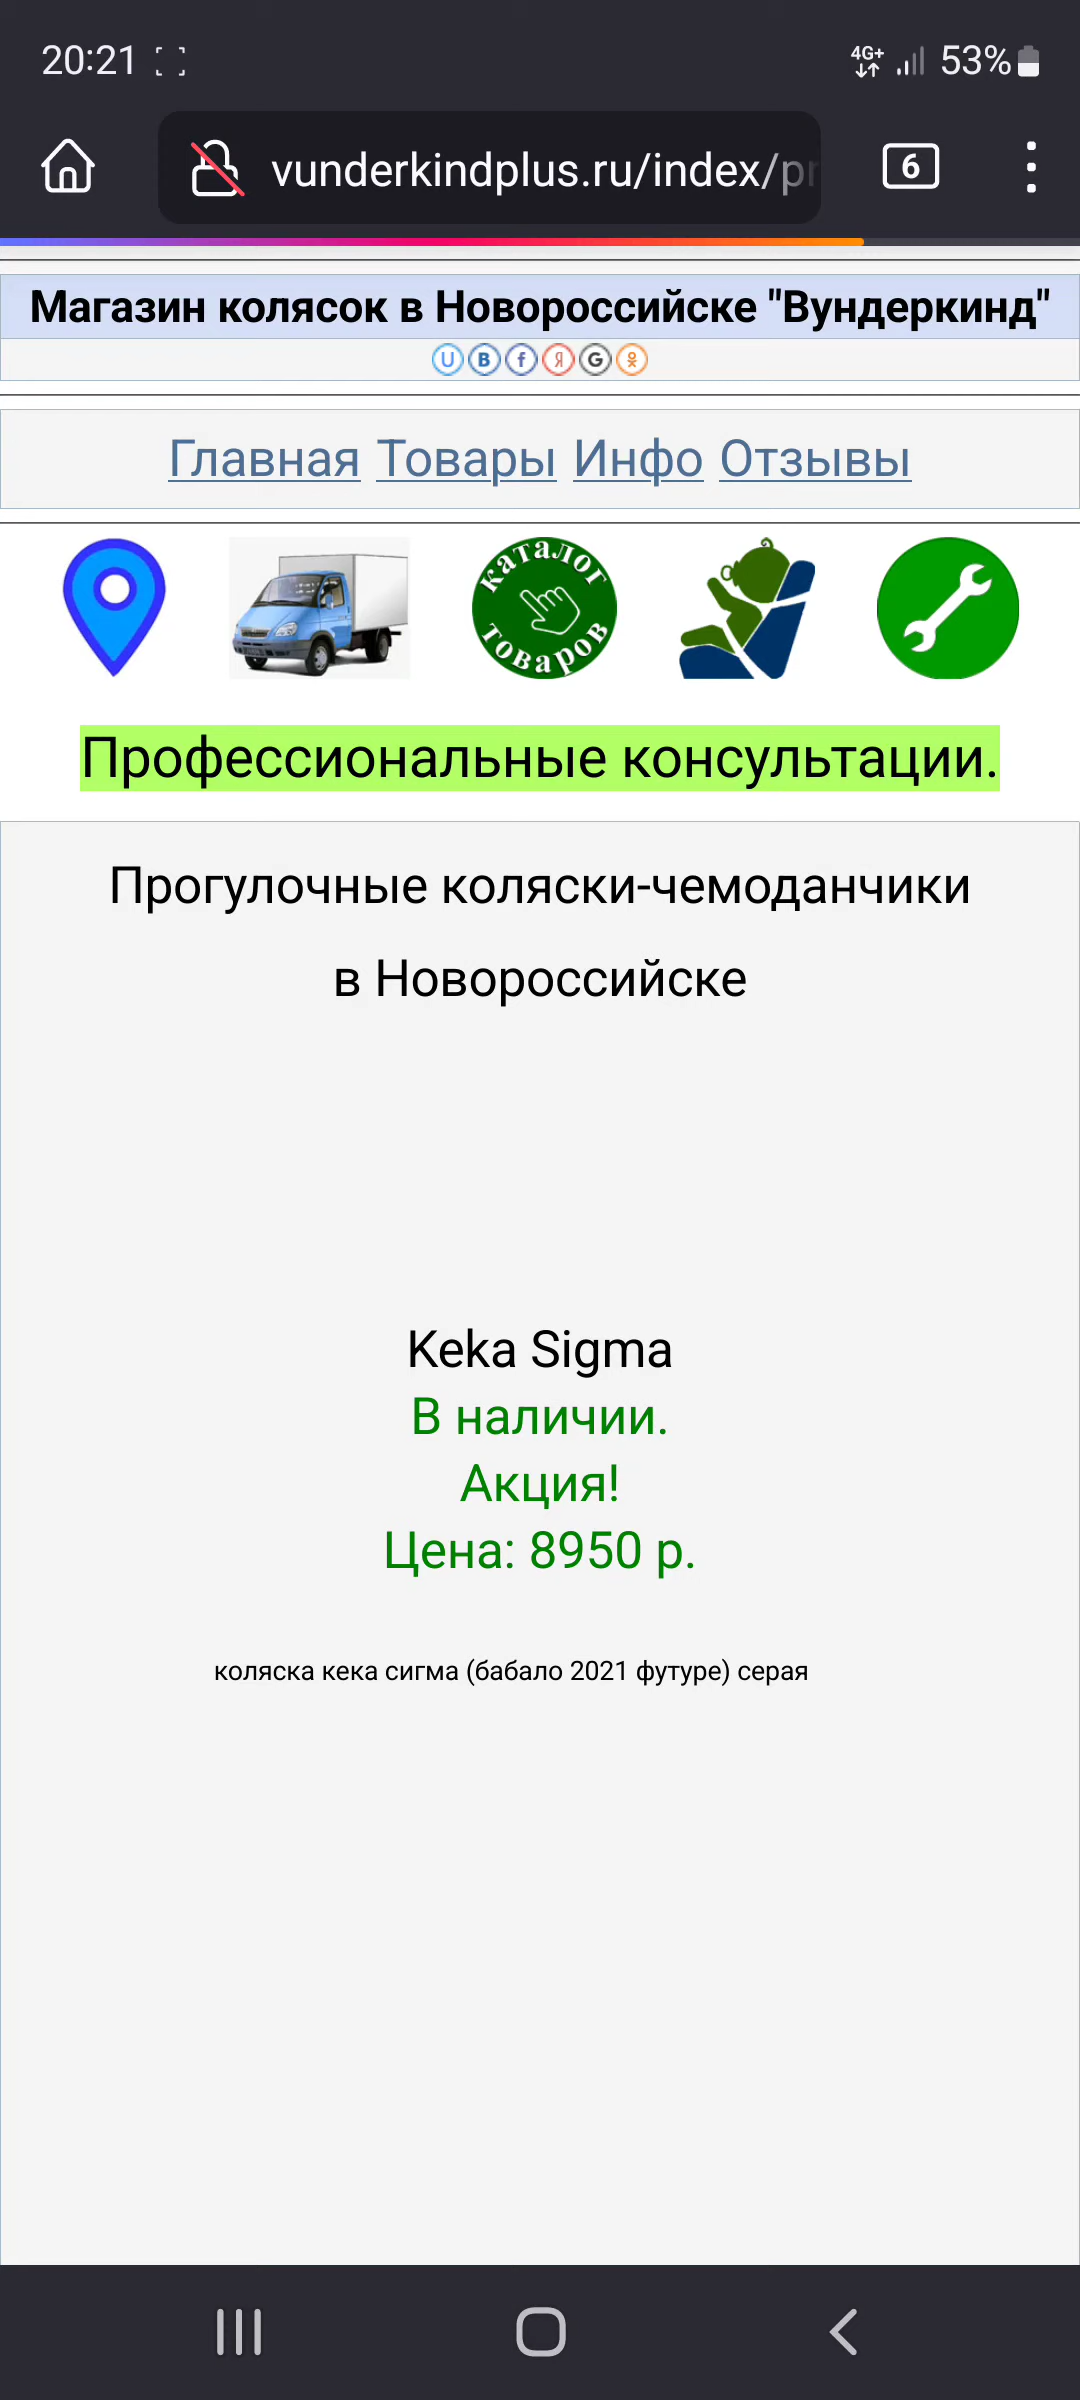 20:21
4G+ 53%
vunderkindplus.ru/index/pr
6
Магазин колясок в Новороссийске "Вундеркинд"
U В f Я G
Главная Товары Инфо Отзывы
каталог товаров
Профессиональные консультации.
Прогулочные коляски-чемоданчики
в Новороссийске
Keka Sigma
В наличии.
Акция!
Цена: 8950 р.
коляска кека сигма (бабало 2021 футуре) серая